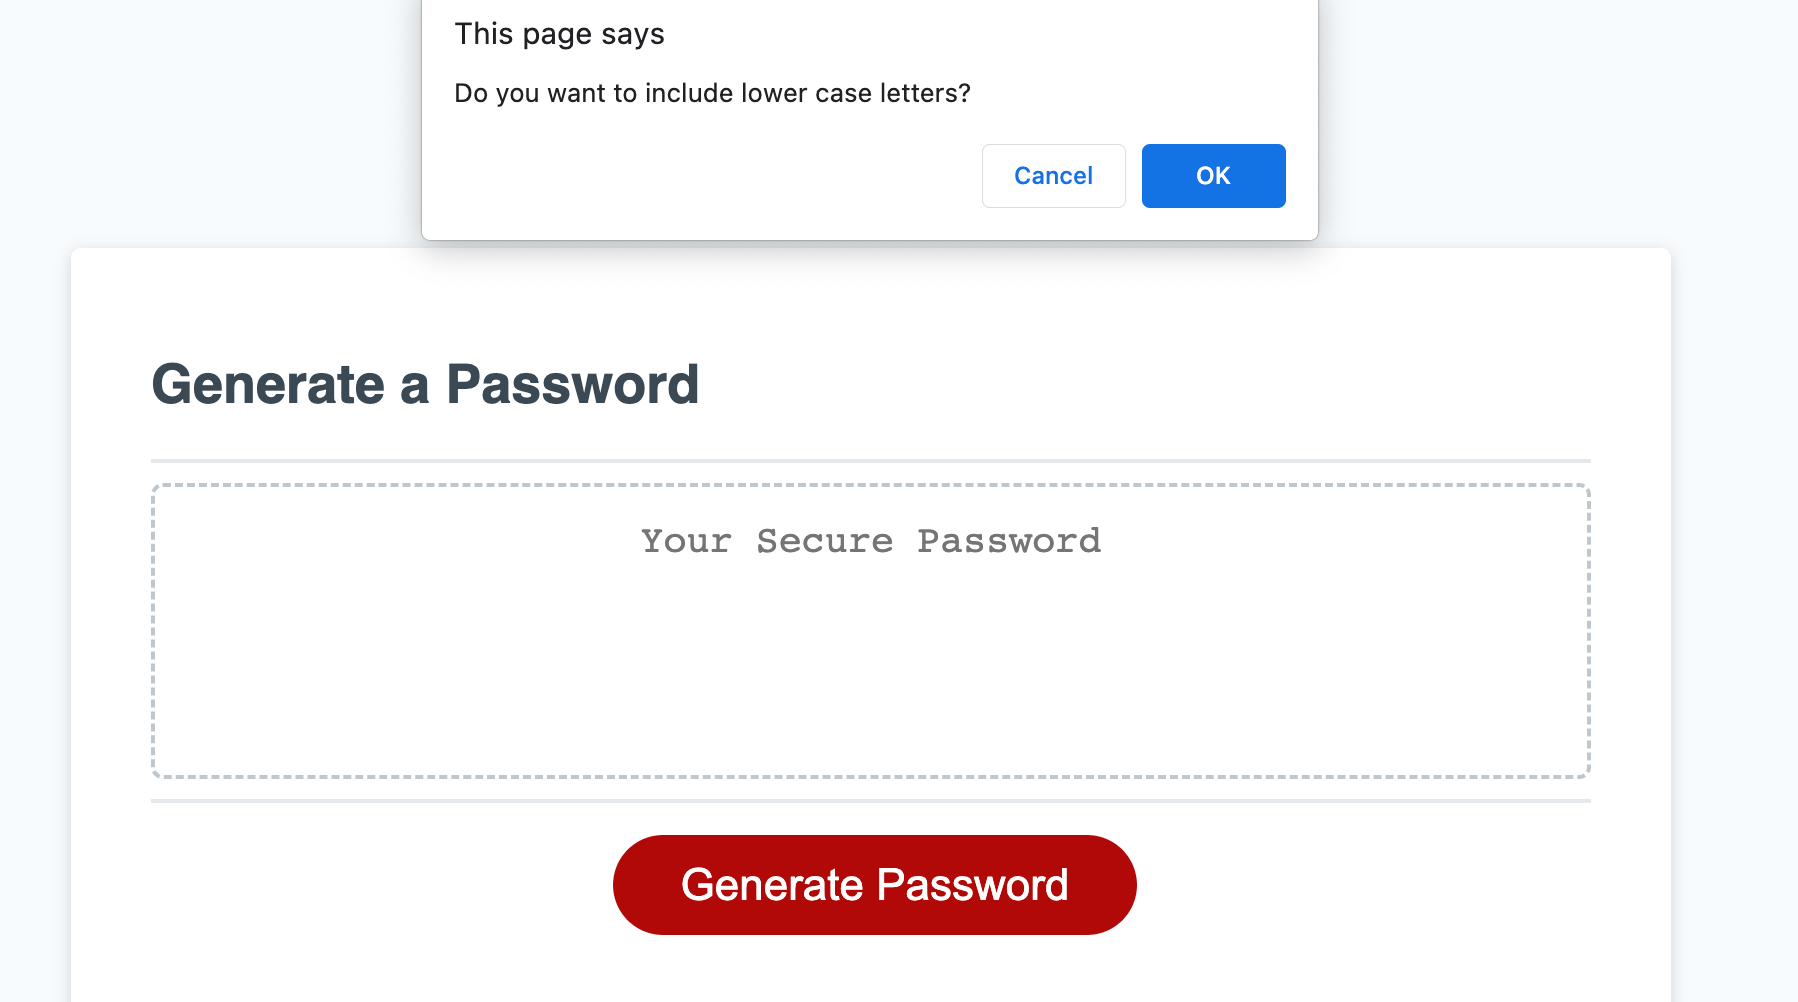 This page says
Do you want to include lower case letters?
Cancel OK
Generate a Password
Your Secure Password
Generate Password